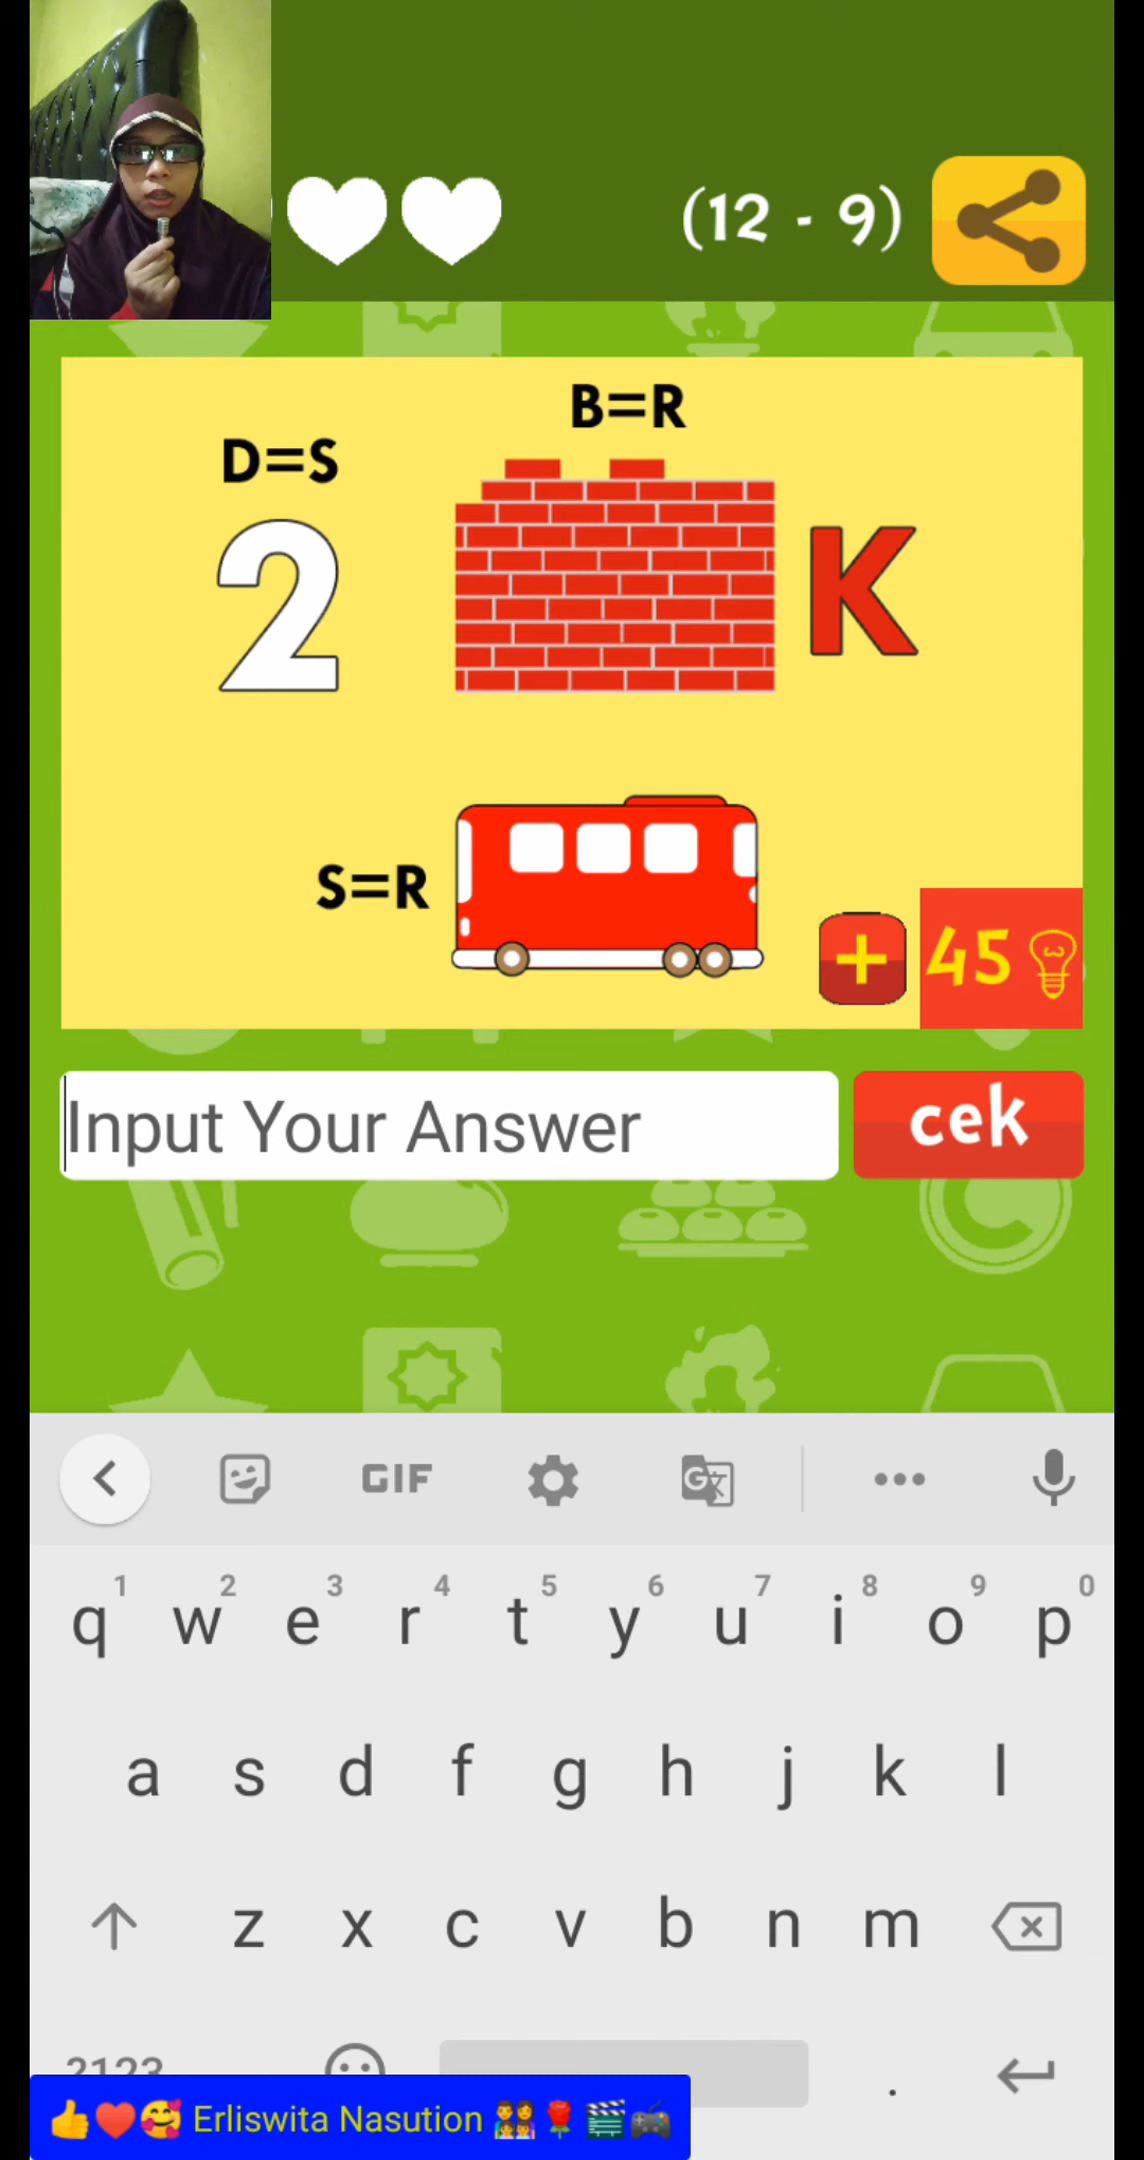 (12 - 9)
B=R
D=S
2
K
S=R
+
45
Input Your Answer
cek
GIF
G
1 2 3 4 5 6 7 8 9 0
q w e r t y u i o p
a s d f g h j k l
z x c v b n m
.
👍❤️🥰 Erliswita Nasution 👨‍👩‍👧‍👦🌹🎬🎮